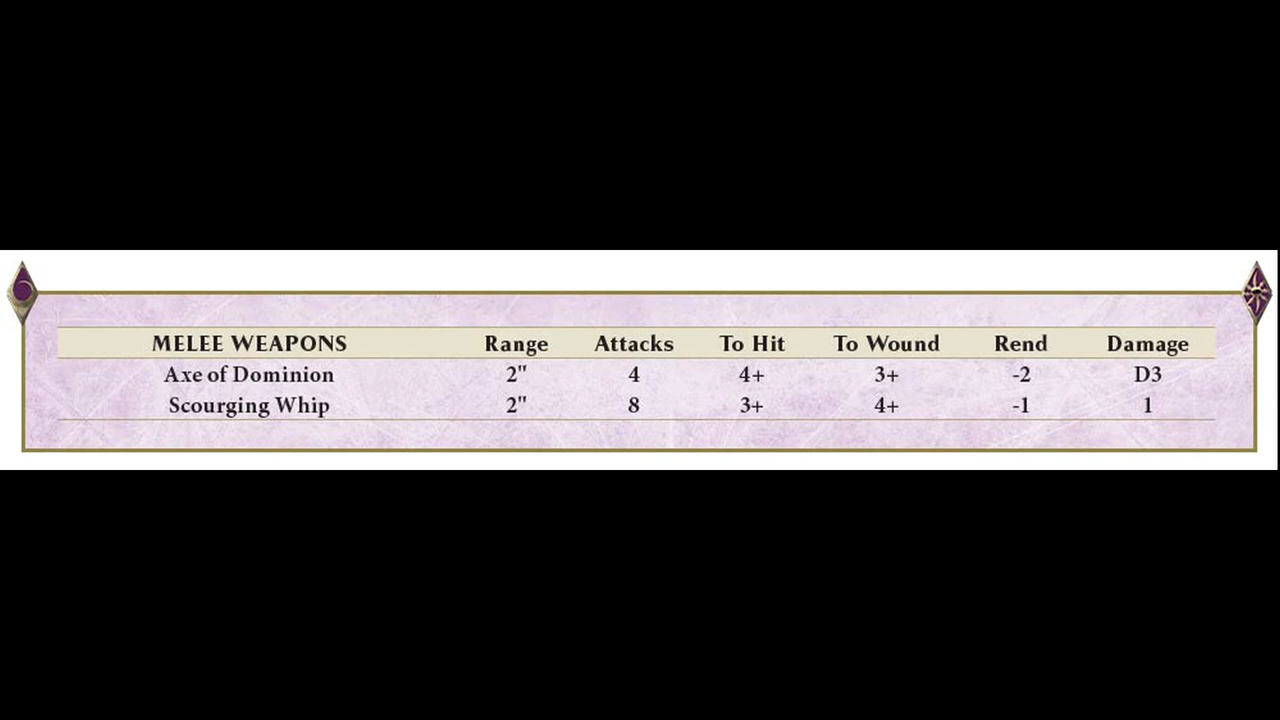 MELEE WEAPONS Range Attacks To Hit To Wound Rend Damage
Axe of Dominion 2" 4 4+ 3+ -2 D3
Scourging Whip 2" 8 3+ 4+ -1 1